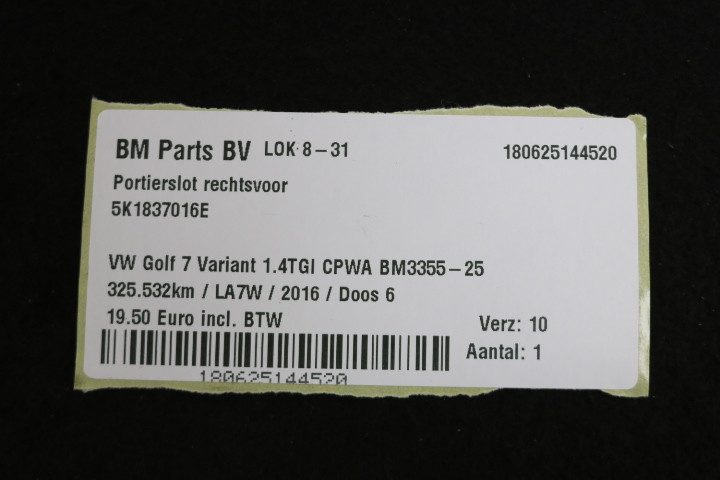 BM Parts BV LOK 8-31 180625144520
Portierslot rechtsvoor
5K1837016E
VW Golf 7 Variant 1.4TGI CPWA BM3355-25
325.532km / LA7W / 2016 / Doos 6
19.50 Euro incl. BTW Verz: 10
Aantal: 1
180625144520